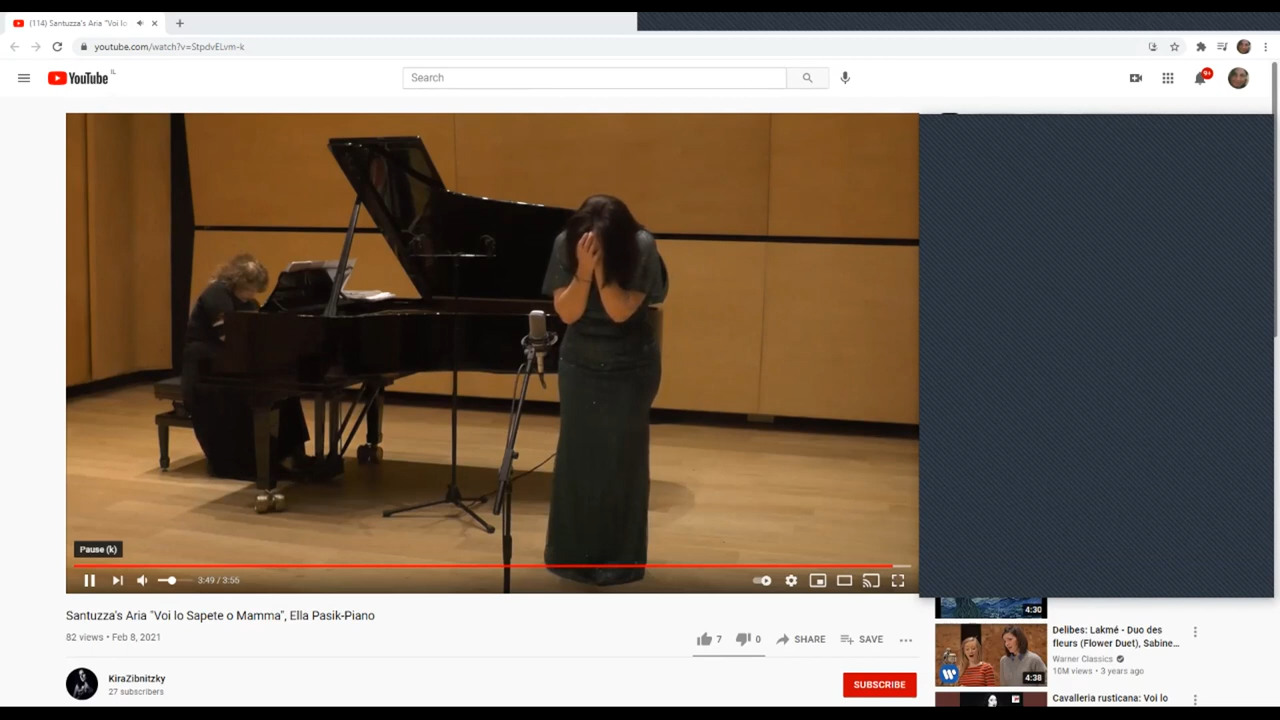 (114) Santuzza's Aria "Voi lo
youtube.com/watch?v=StpdvELvm-k
YouTube IL
Search
9+
Pause (k)
3:49 / 3:56
Santuzza's Aria "Voi lo Sapete o Mamma", Ella Pasik-Piano
82 views • Feb 8, 2021
7
0
SHARE
SAVE
KiraZibnitzky
27 subscribers
SUBSCRIBE
4:30
Delibes: Lakmé - Duo des
fleurs (Flower Duet), Sabine...
Warner Classics
10M views • 3 years ago
4:38
Cavalleria rusticana: Voi lo